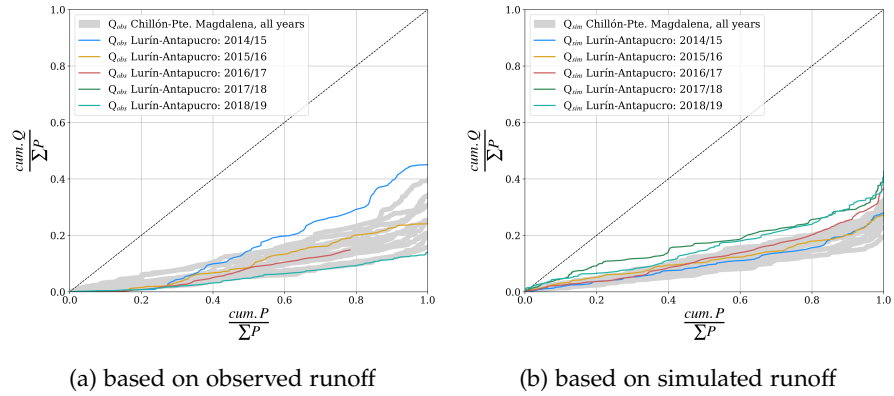 1.0
0.8
0.6
0.4
0.2
0.0
0.0
0.2
0.4
0.6
0.8
1.0
cum. Q
ΣP
cum. P
ΣP
Q_obs Chillón-Pte. Magdalena, all years
Q_obs Lurín-Antapucro: 2014/15
Q_obs Lurín-Antapucro: 2015/16
Q_obs Lurín-Antapucro: 2016/17
Q_obs Lurín-Antapucro: 2017/18
Q_obs Lurín-Antapucro: 2018/19
(a) based on observed runoff
1.0
0.8
0.6
0.4
0.2
0.0
0.0
0.2
0.4
0.6
0.8
1.0
cum. Q
ΣP
cum. P
ΣP
Q_sim Chillón-Pte. Magdalena, all years
Q_sim Lurín-Antapucro: 2014/15
Q_sim Lurín-Antapucro: 2015/16
Q_sim Lurín-Antapucro: 2016/17
Q_sim Lurín-Antapucro: 2017/18
Q_sim Lurín-Antapucro: 2018/19
(b) based on simulated runoff